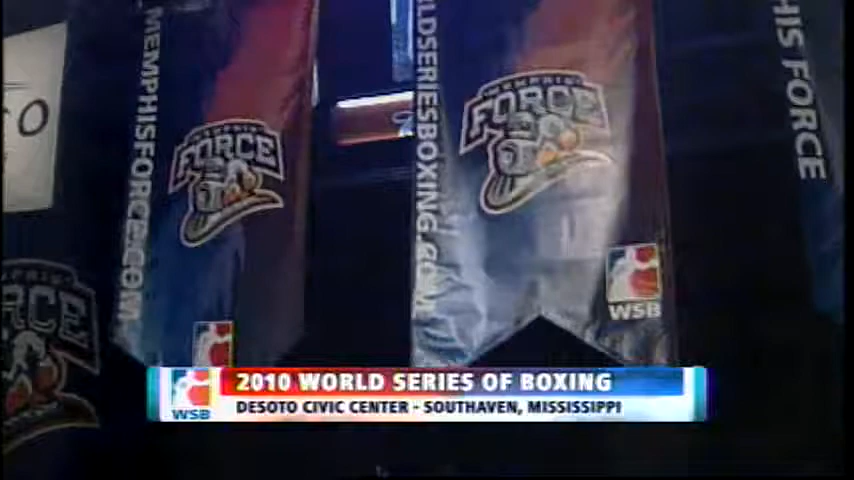 MEMPHISFORCE.COM
MEMPHIS
FORCE
LDSERIESBOXING.COM
MEMPHIS
FORCE
WSB
HIS FORCE
WSB
2010 WORLD SERIES OF BOXING
DESOTO CIVIC CENTER - SOUTHAVEN, MISSISSIPPI